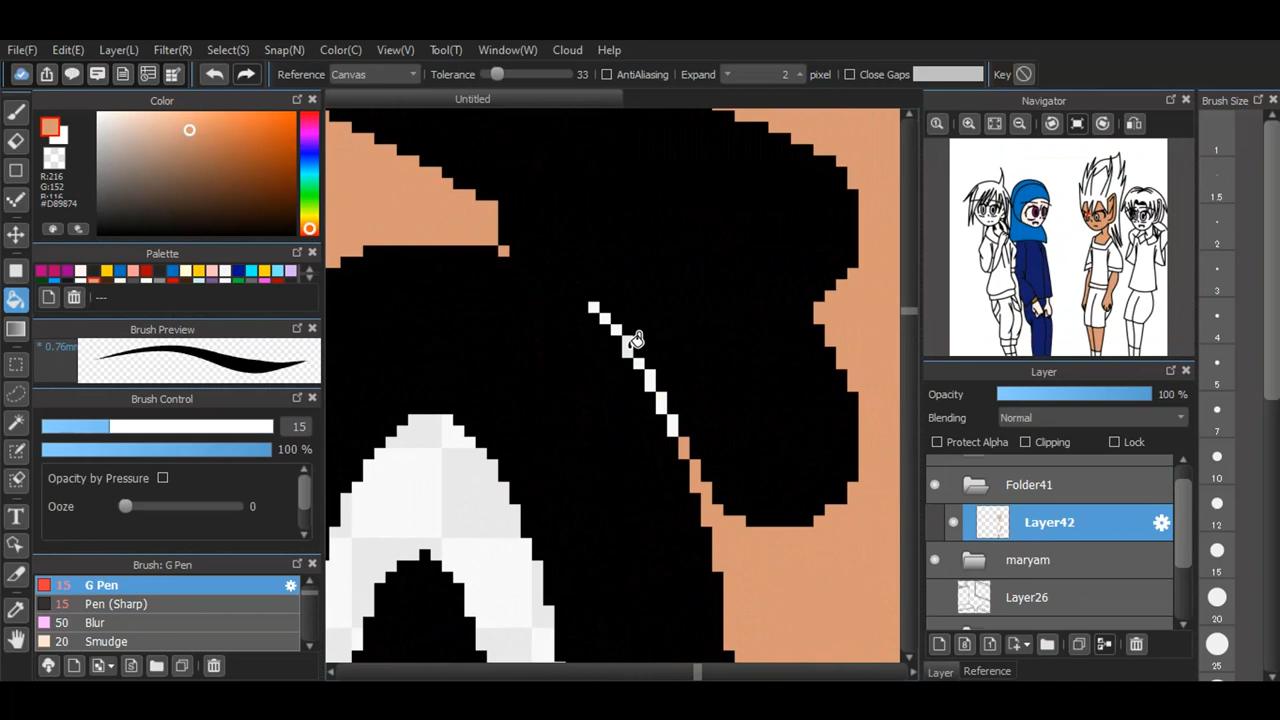 File(F) Edit(E) Layer(L) Filter(R) Select(S) Snap(N) Color(C) View(V) Tool(T) Window(W) Cloud Help
Reference Canvas Tolerance 33 AntiAliasing Expand 2 pixel Close Gaps Key
Color
R:216
G:152
B:116
#D89874
Palette
---
Brush Preview
* 0.76mm
Brush Control
15
100 %
Opacity by Pressure
Ooze 0
Brush: G Pen
15 G Pen
15 Pen (Sharp)
50 Blur
20 Smudge
Untitled
Navigator
Layer
Opacity 100 %
Blending Normal
Protect Alpha Clipping Lock
Folder41
Layer42
maryam
Layer26
Layer Reference
Brush Size
1
1.5
2
3
4
5
7
10
12
15
20
25